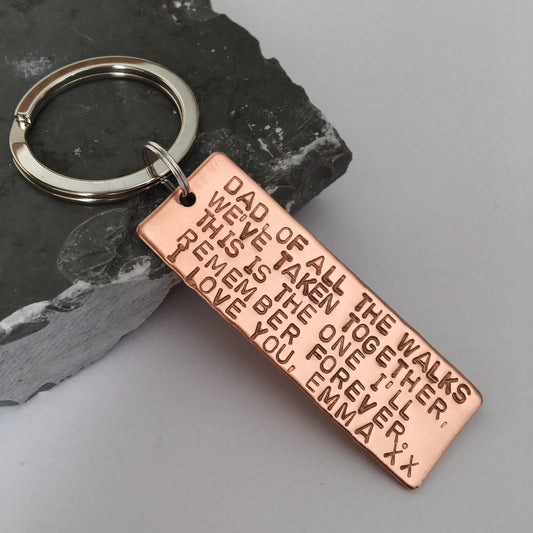 DAD, OF ALL THE WALKS
WE'VE TAKEN TOGETHER,
THIS IS THE ONE I'LL
REMEMBER FOREVER.
I LOVE YOU, EMMA XX